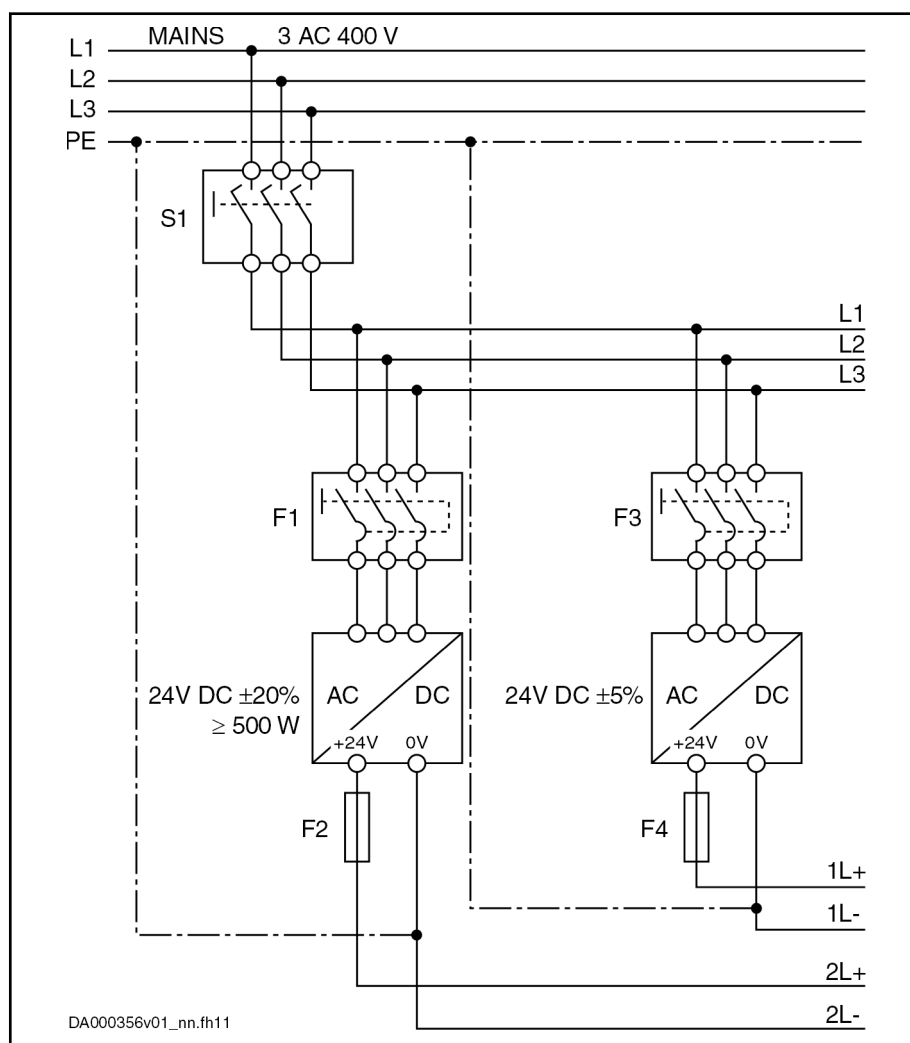 L1 MAINS 3 AC 400 V
L2
L3
PE
S1
L1
L2
L3
F1
F3
24V DC ±20%
≥ 500 W
AC DC
+24V 0V
24V DC ±5%
AC DC
+24V 0V
F2
F4
1L+
1L-
2L+
2L-
DA000356v01_nn.fh11